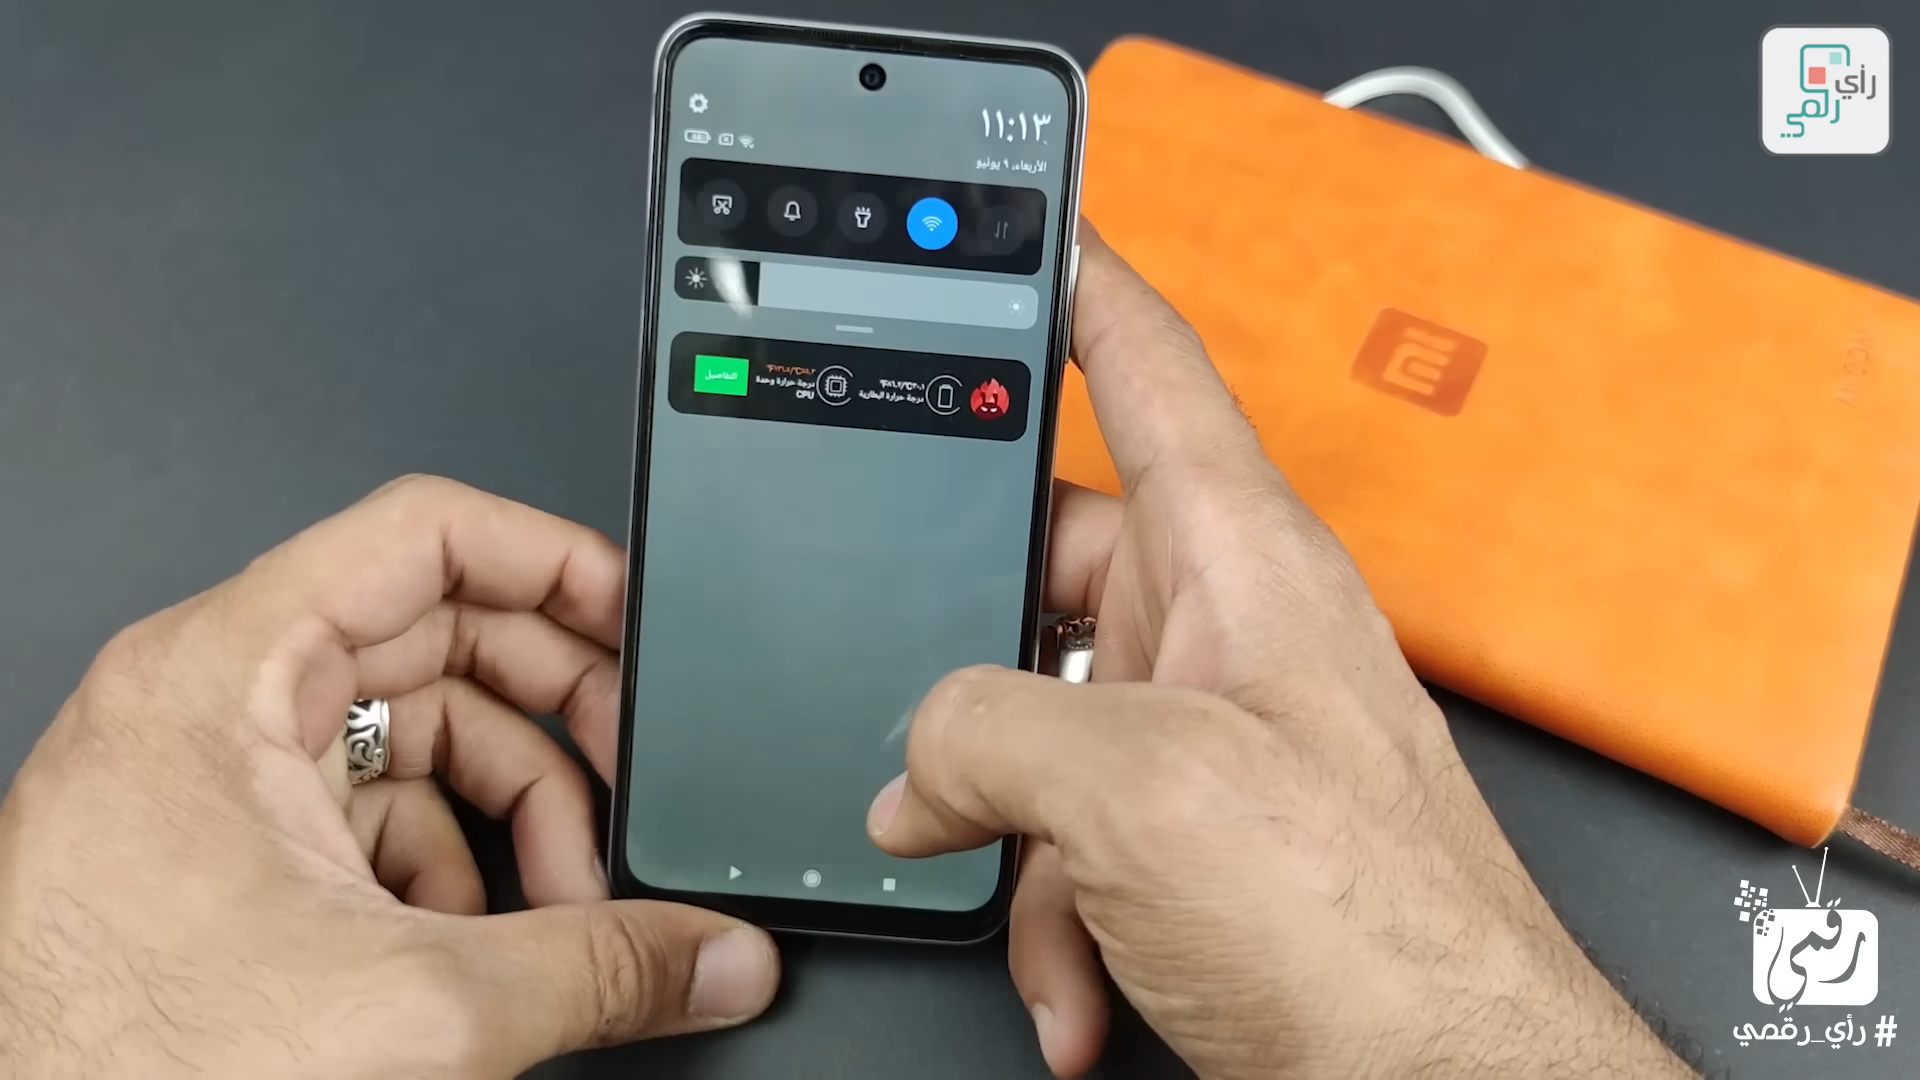 رأي
رقمي
١١:١٣
الأربعاء، ٩ يوليو
التفاصيل
درجة حرارة وحدة
CPU
درجة حرارة البطارية
رقمي
# رأي_رقمي